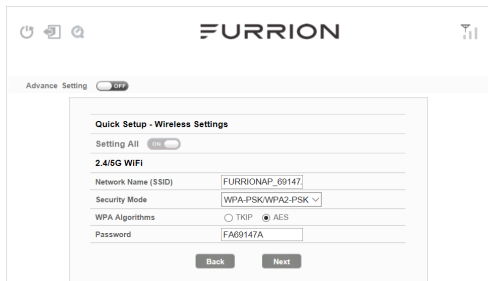 FURRION
Advance Setting OFF
Quick Setup - Wireless Settings
Setting All ON
2.4/5G WiFi
Network Name (SSID) FURRIONAP_69147.
Security Mode WPA-PSK/WPA2-PSK
WPA Algorithms TKIP AES
Password FA69147A
Back Next